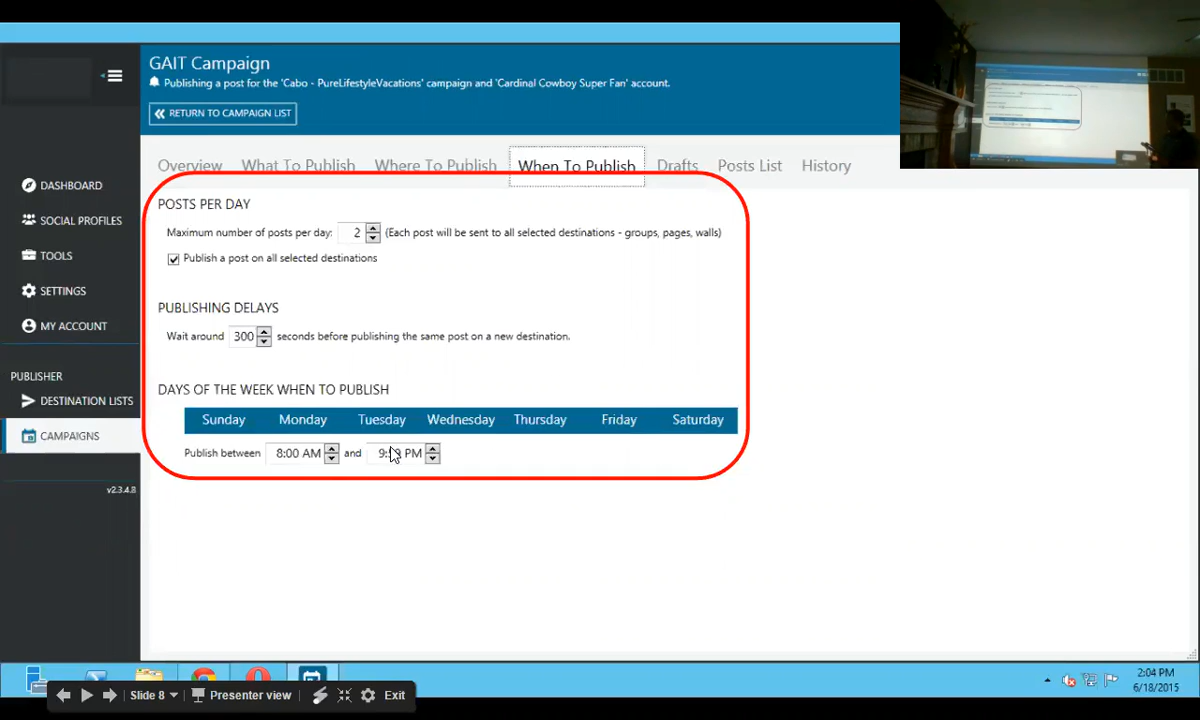 GAIT Campaign
Publishing a post for the 'Cabo - PureLifestyleVacations' campaign and 'Cardinal Cowboy Super Fan' account.
RETURN TO CAMPAIGN LIST
Overview What To Publish Where To Publish When To Publish Drafts Posts List History
DASHBOARD
SOCIAL PROFILES
TOOLS
SETTINGS
MY ACCOUNT
PUBLISHER
DESTINATION LISTS
CAMPAIGNS
v2.3.4.8
POSTS PER DAY
Maximum number of posts per day: 2 (Each post will be sent to all selected destinations - groups, pages, walls)
Publish a post on all selected destinations
PUBLISHING DELAYS
Wait around 300 seconds before publishing the same post on a new destination.
DAYS OF THE WEEK WHEN TO PUBLISH
Sunday Monday Tuesday Wednesday Thursday Friday Saturday
Publish between 8:00 AM and PM
2:04 PM
6/18/2015
Slide 8 Presenter view Exit